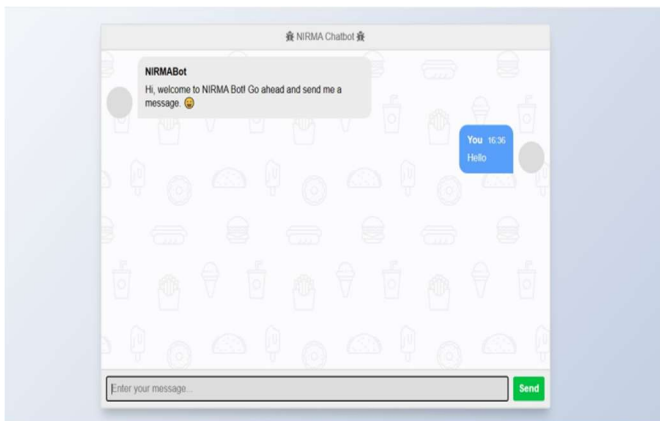 NIRMA Chatbot
NIRMABot
Hi, welcome to NIRMA Bot! Go ahead and send me a
message. 😄
You 16:36
Hello
Enter your message...
Send